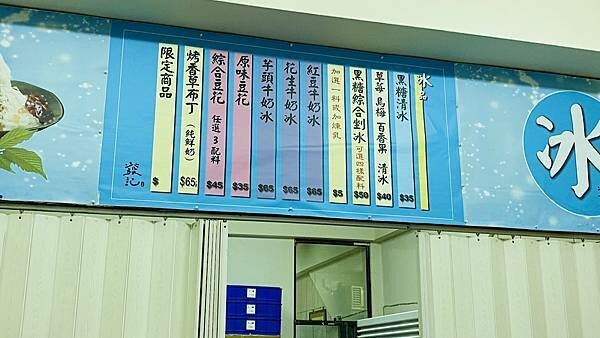 冰品
黑糖清冰 $35
草莓 烏梅 百香果 清冰 $40
黑糖綜合剉冰 可選四樣配料 $50
加選一料或加煉乳 $5
紅豆牛奶冰 $65
花生牛奶冰 $65
芋頭牛奶冰 $65
原味豆花 $35
綜合豆花 任選3配料 $45
烤香草布丁(純鮮奶) $65
限定商品 $
發記
冰